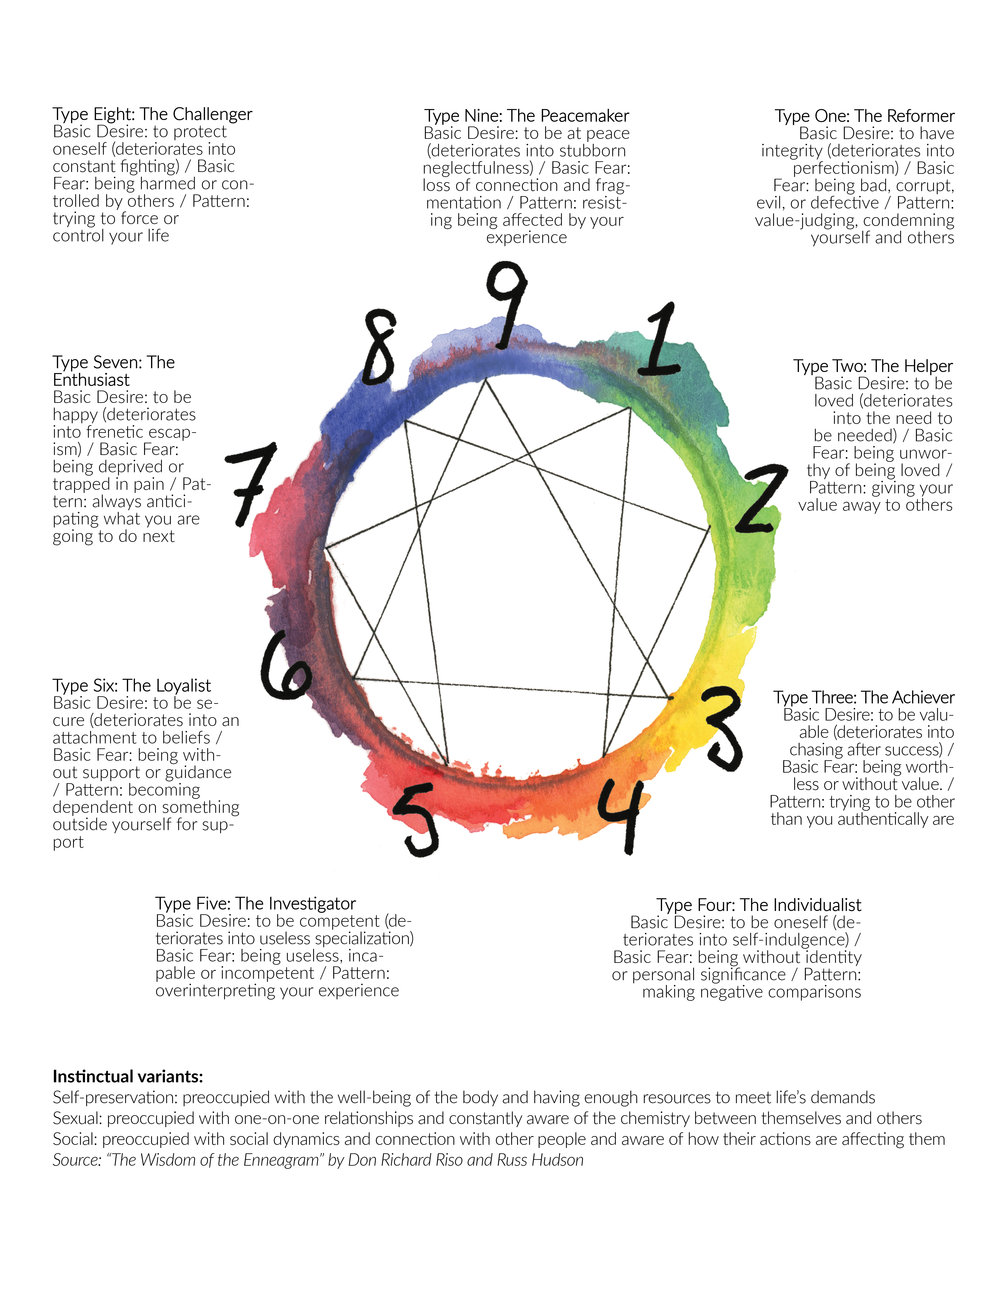 Type Eight: The Challenger
Basic Desire: to protect
oneself (deteriorates into
constant fighting) / Basic
Fear: being harmed or con-
trolled by others / Pattern:
trying to force or
control your life
Type Nine: The Peacemaker
Basic Desire: to be at peace
(deteriorates into stubborn
neglectfulness) / Basic Fear:
loss of connection and frag-
mentation / Pattern: resist-
ing being affected by your
experience
Type One: The Reformer
Basic Desire: to have
integrity (deteriorates into
perfectionism) / Basic
Fear: being bad, corrupt,
evil, or defective / Pattern:
value-judging, condemning
yourself and others
9
8
1
Type Seven: The
Enthusiast
Basic Desire: to be
happy (deteriorates
into frenetic escap-
ism) / Basic Fear:
being deprived or
trapped in pain / Pat-
tern: always antici-
pating what you are
going to do next
7
2
Type Two: The Helper
Basic Desire: to be
loved (deteriorates
into the need to
be needed) / Basic
Fear: being unwor-
thy of being loved /
Pattern: giving your
value away to others
Type Six: The Loyalist
Basic Desire: to be se-
cure (deteriorates into an
attachment to beliefs /
Basic Fear: being with-
out support or guidance
/ Pattern: becoming
dependent on something
outside yourself for sup-
port
6
3
Type Three: The Achiever
Basic Desire: to be valu-
able (deteriorates into
chasing after success) /
Basic Fear: being worth-
less or without value. /
Pattern: trying to be other
than you authentically are
5
4
Type Five: The Investigator
Basic Desire: to be competent (de-
teriorates into useless specialization)
Basic Fear: being useless, inca-
pable or incompetent / Pattern:
overinterpreting your experience
Type Four: The Individualist
Basic Desire: to be oneself (de-
teriorates into self-indulgence) /
Basic Fear: being without identity
or personal significance / Pattern:
making negative comparisons
Instinctual variants:
Self-preservation: preoccupied with the well-being of the body and having enough resources to meet life's demands
Sexual: preoccupied with one-on-one relationships and constantly aware of the chemistry between themselves and others
Social: preoccupied with social dynamics and connection with other people and aware of how their actions are affecting them
Source: “The Wisdom of the Enneagram” by Don Richard Riso and Russ Hudson